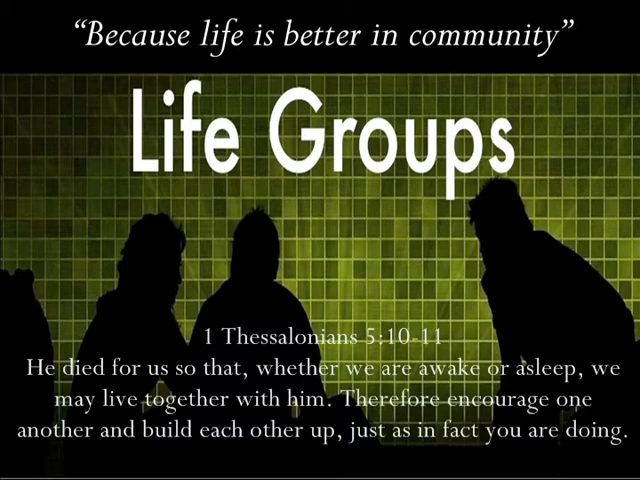 “Because life is better in community”
Life Groups
1 Thessalonians 5:10-11
He died for us so that, whether we are awake or asleep, we
may live together with him. Therefore encourage one
another and build each other up, just as in fact you are doing.